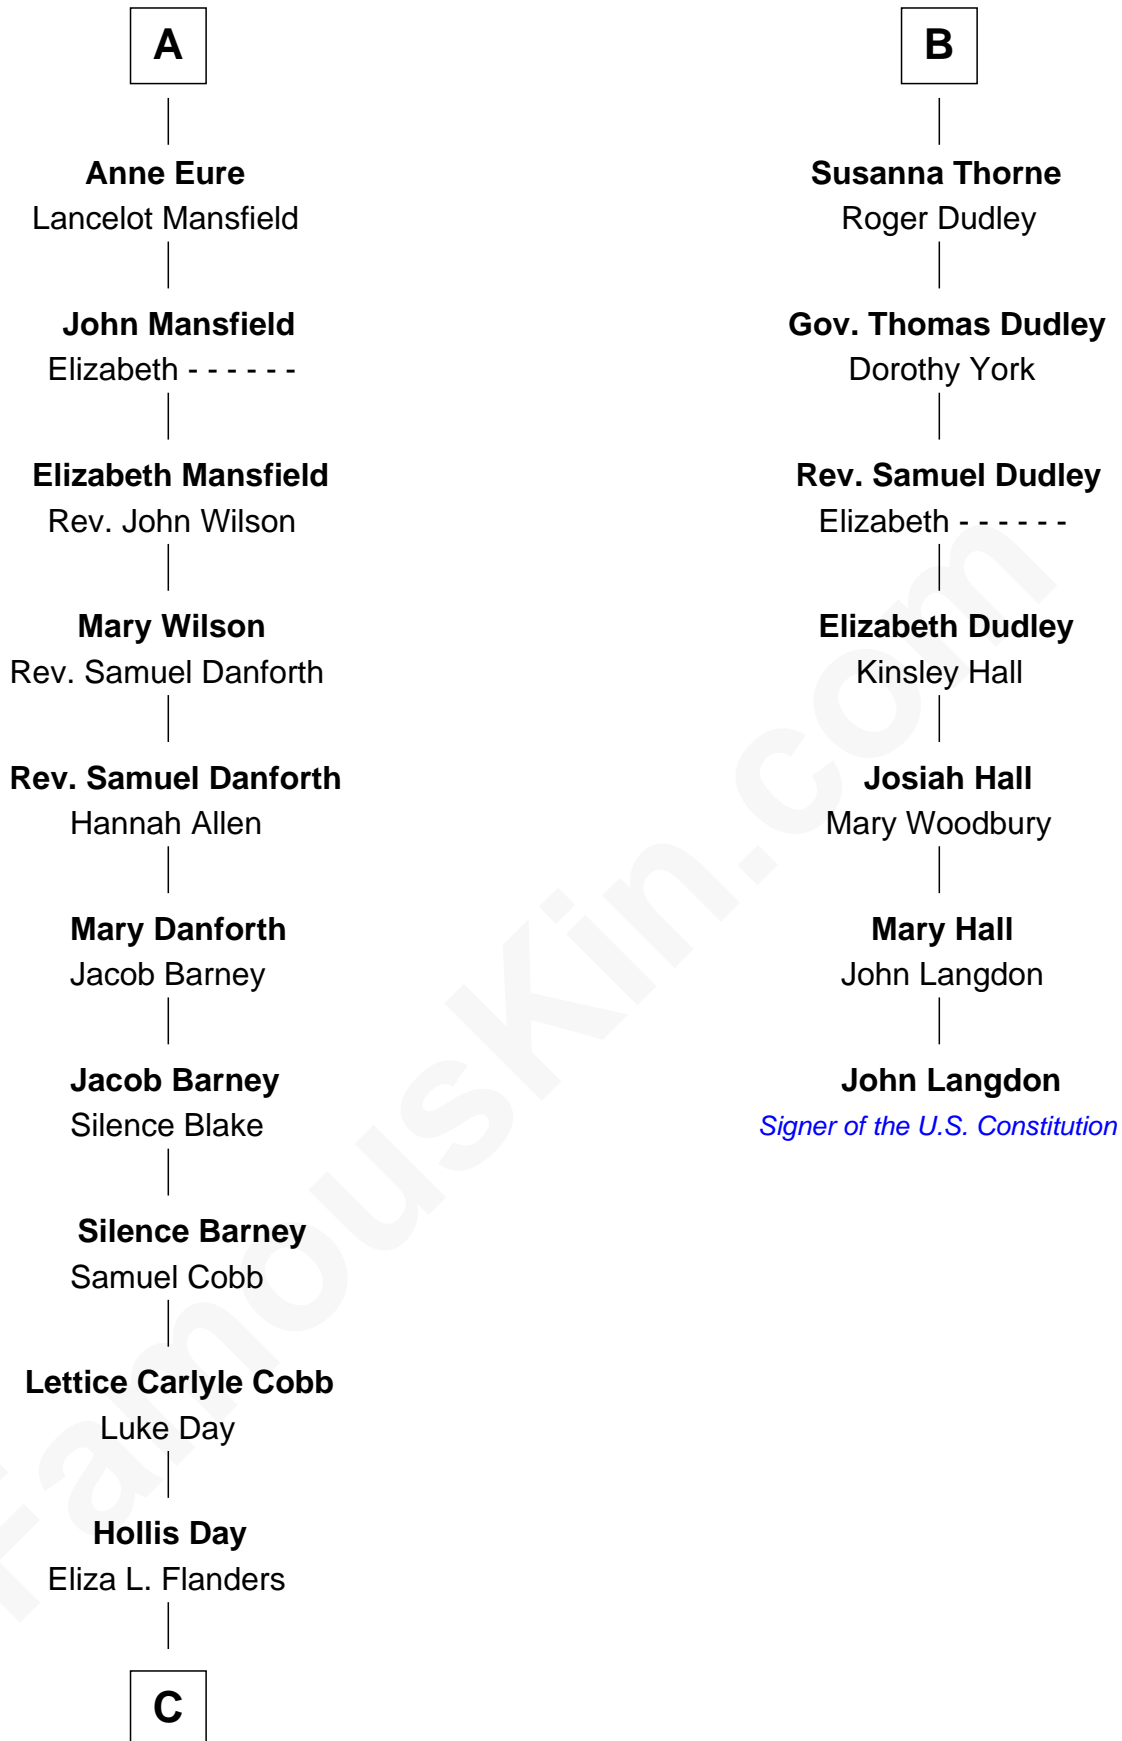 A
Anne Eure
Lancelot Mansfield
John Mansfield
Elizabeth - - - - - -
Elizabeth Mansfield
Rev. John Wilson
Mary Wilson
Rev. Samuel Danforth
Rev. Samuel Danforth
Hannah Allen
Mary Danforth
Jacob Barney
Jacob Barney
Silence Blake
Silence Barney
Samuel Cobb
Lettice Carlyle Cobb
Luke Day
Hollis Day
Eliza L. Flanders
C
B
Susanna Thorne
Roger Dudley
Gov. Thomas Dudley
Dorothy York
Rev. Samuel Dudley
Elizabeth - - - - - -
Elizabeth Dudley
Kinsley Hall
Josiah Hall
Mary Woodbury
Mary Hall
John Langdon
John Langdon
Signer of the U.S. Constitution
FamousKin.com